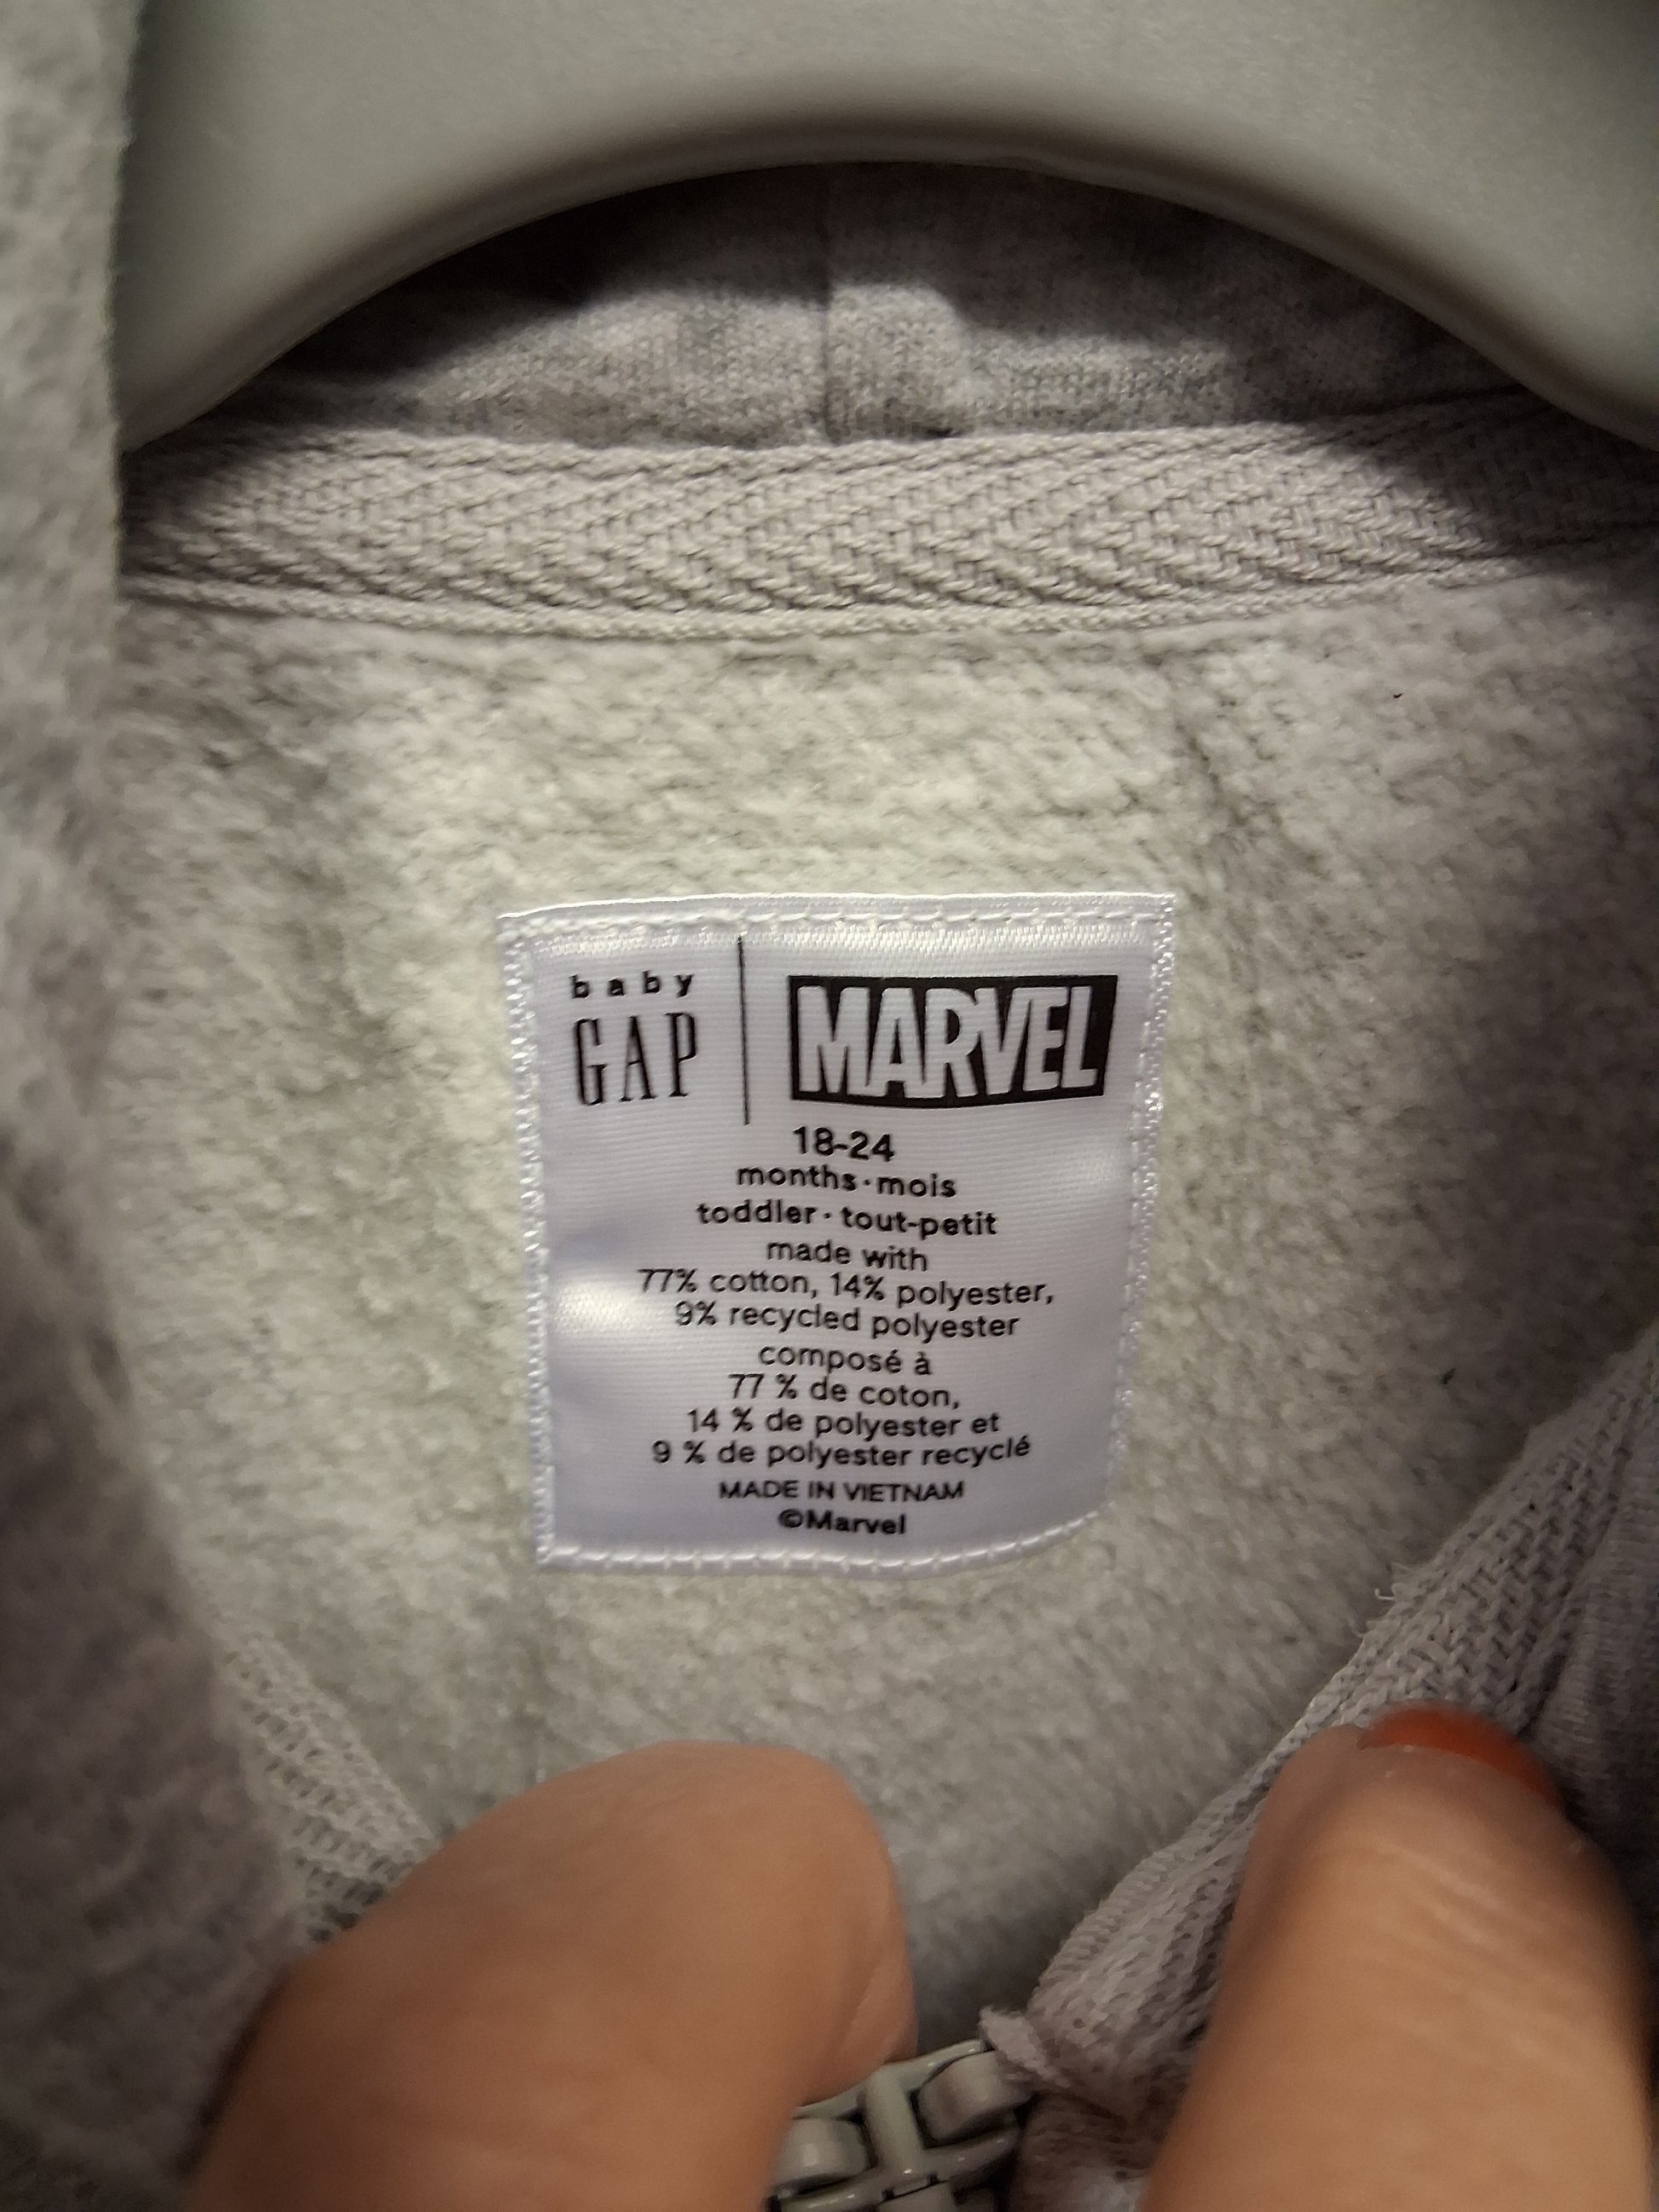 baby
GAP
MARVEL
18-24
months·mois
toddler·tout-petit
made with
77% cotton, 14% polyester,
9% recycled polyester
composé à
77 % de coton,
14 % de polyester et
9 % de polyester recyclé
MADE IN VIETNAM
©Marvel